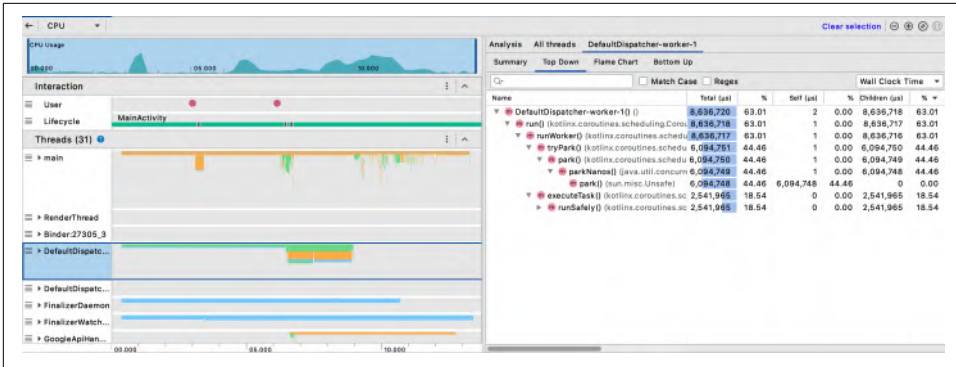 ← CPU
Clear selection
CPU Usage
00.000 05.000 10.000
Interaction
User
Lifecycle MainActivity
Threads (31)
main
RenderThread
Binder:27305_3
DefaultDispatc...
DefaultDispatc...
FinalizerDaemon
FinalizerWatch...
GoogleApiHan...
00.000 05.000 10.000
Analysis All threads DefaultDispatcher-worker-1
Summary Top Down Flame Chart Bottom Up
Match Case Regex Wall Clock Time
Name Total (μs) % Self (μs) % Children (μs) %
DefaultDispatcher-worker-1() () 8,636,720 63.01 2 0.00 8,636,718 63.01
run() (kotlinx.coroutines.scheduling.Corou 8,636,718 63.01 1 0.00 8,636,717 63.01
runWorker() (kotlinx.coroutines.schedu 8,636,717 63.01 1 0.00 8,636,716 63.01
tryPark() (kotlinx.coroutines.schedu 6,094,751 44.46 1 0.00 6,094,750 44.46
park() (kotlinx.coroutines.schedu 6,094,750 44.46 1 0.00 6,094,749 44.46
parkNanos() (java.util.concurr 6,094,749 44.46 1 0.00 6,094,748 44.46
park() (sun.misc.Unsafe) 6,094,748 44.46 6,094,748 44.46 0 0.00
executeTask() (kotlinx.coroutines.sc 2,541,965 18.54 0 0.00 2,541,965 18.54
runSafely() (kotlinx.coroutines.sc 2,541,965 18.54 0 0.00 2,541,965 18.54